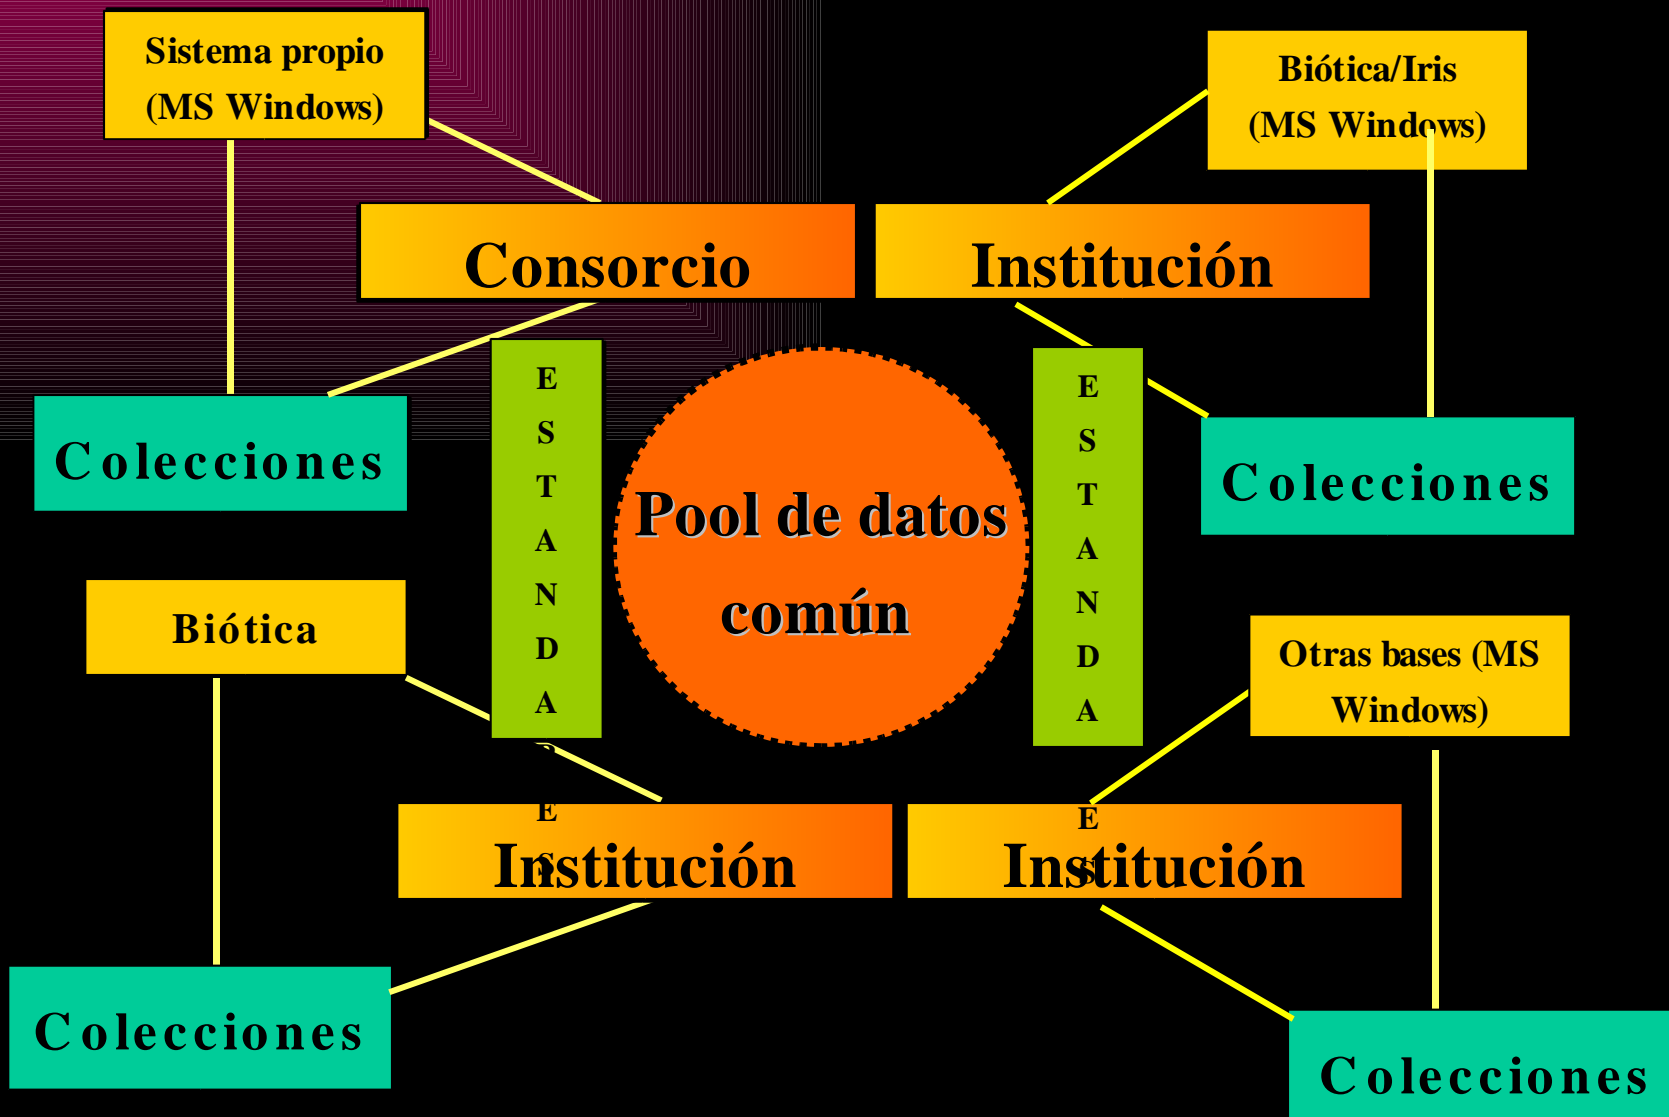 Sistema propio
(MS Windows)
Biótica/Iris
(MS Windows)
Consorcio
Institución
Colecciones
E
S
T
A
N
D
A
E
S
Pool de datos
común
E
S
T
A
N
D
A
E
S
Colecciones
Biótica
Otras bases (MS
Windows)
Institución
Institución
Colecciones
Colecciones